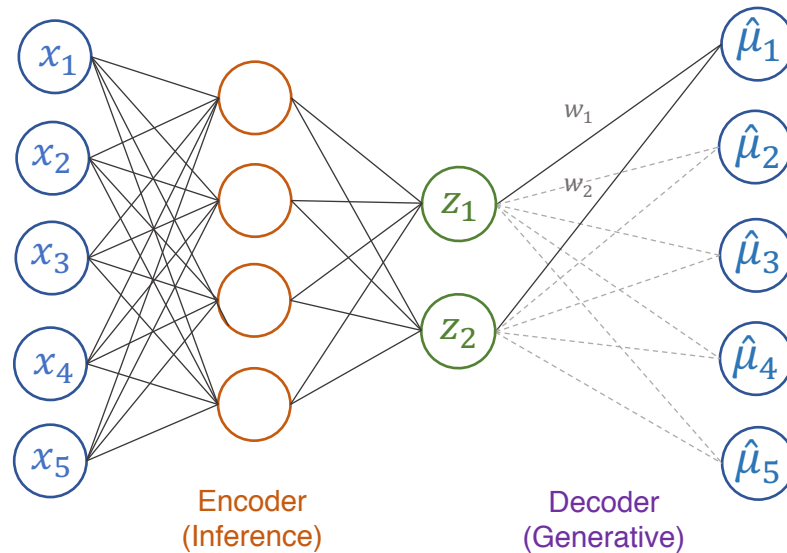 x₁
x₂
x₃
x₄
x₅
z₁
z₂
w₁
w₂
μ̂₁
μ̂₂
μ̂₃
μ̂₄
μ̂₅
Encoder
(Inference)
Decoder
(Generative)